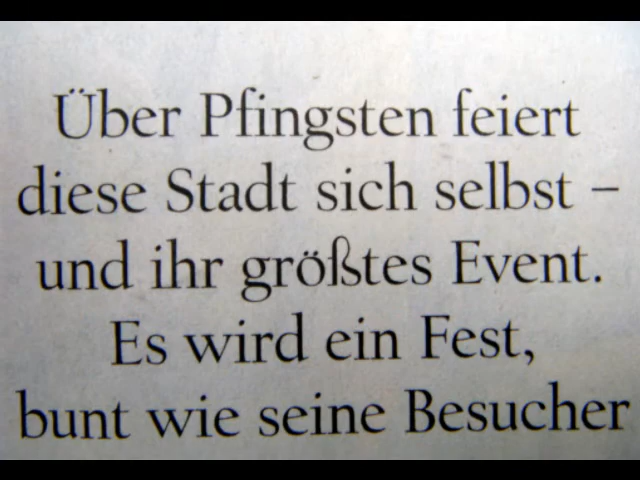 Über Pfingsten feiert
diese Stadt sich selbst –
und ihr größtes Event.
Es wird ein Fest,
bunt wie seine Besucher